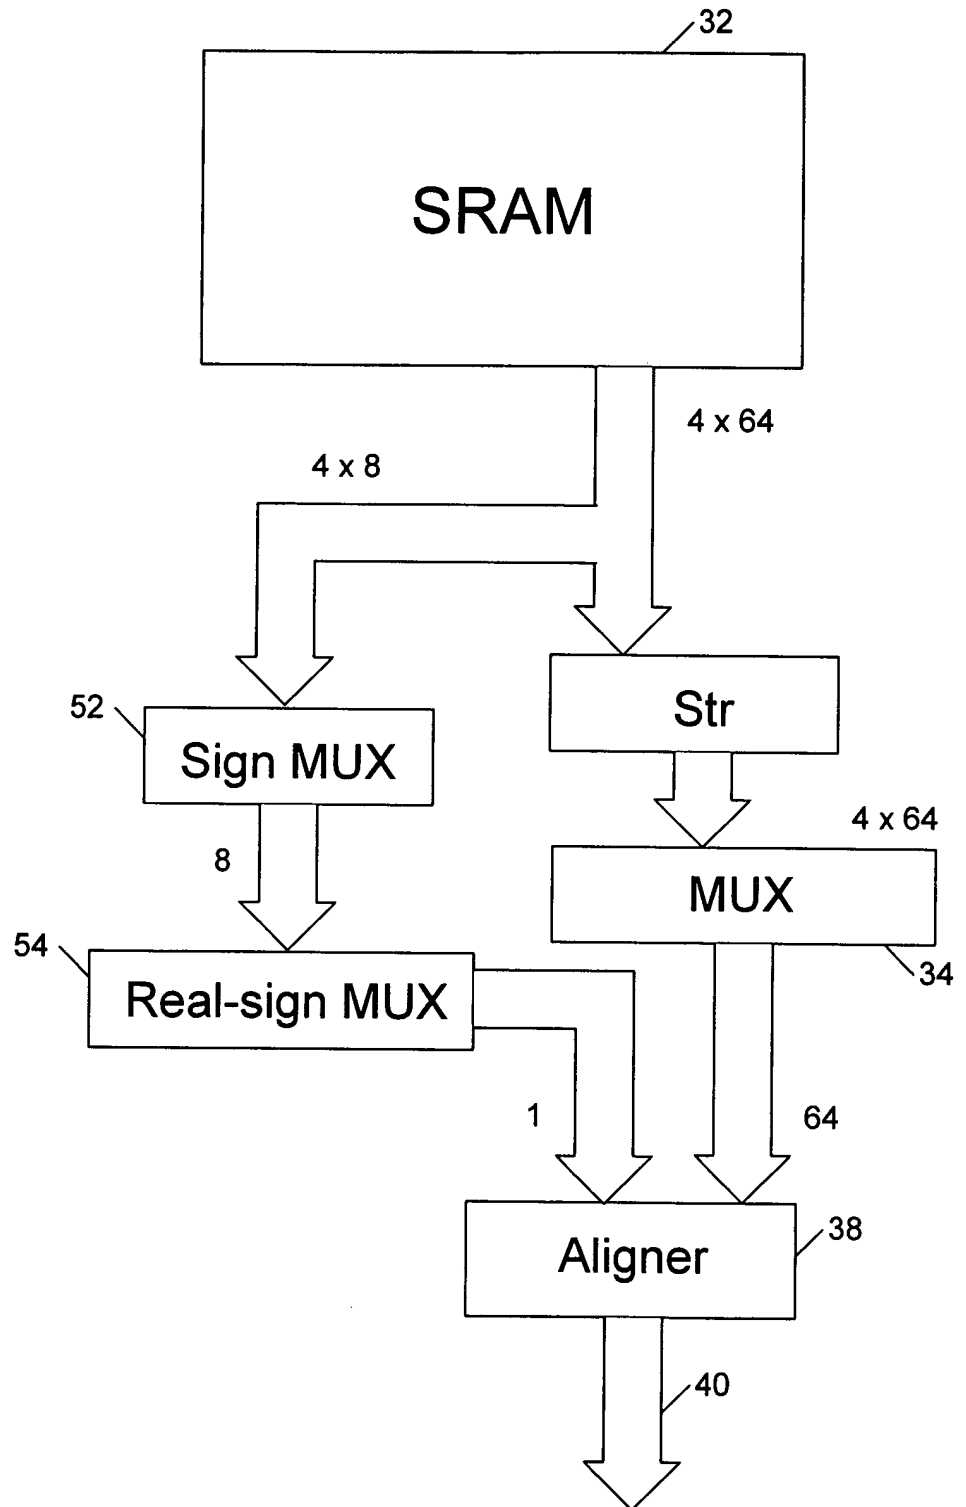 32
SRAM
4 x 64
4 x 8
Str
52
Sign MUX
4 x 64
8
MUX
54
34
Real-sign MUX
1
64
38
Aligner
40